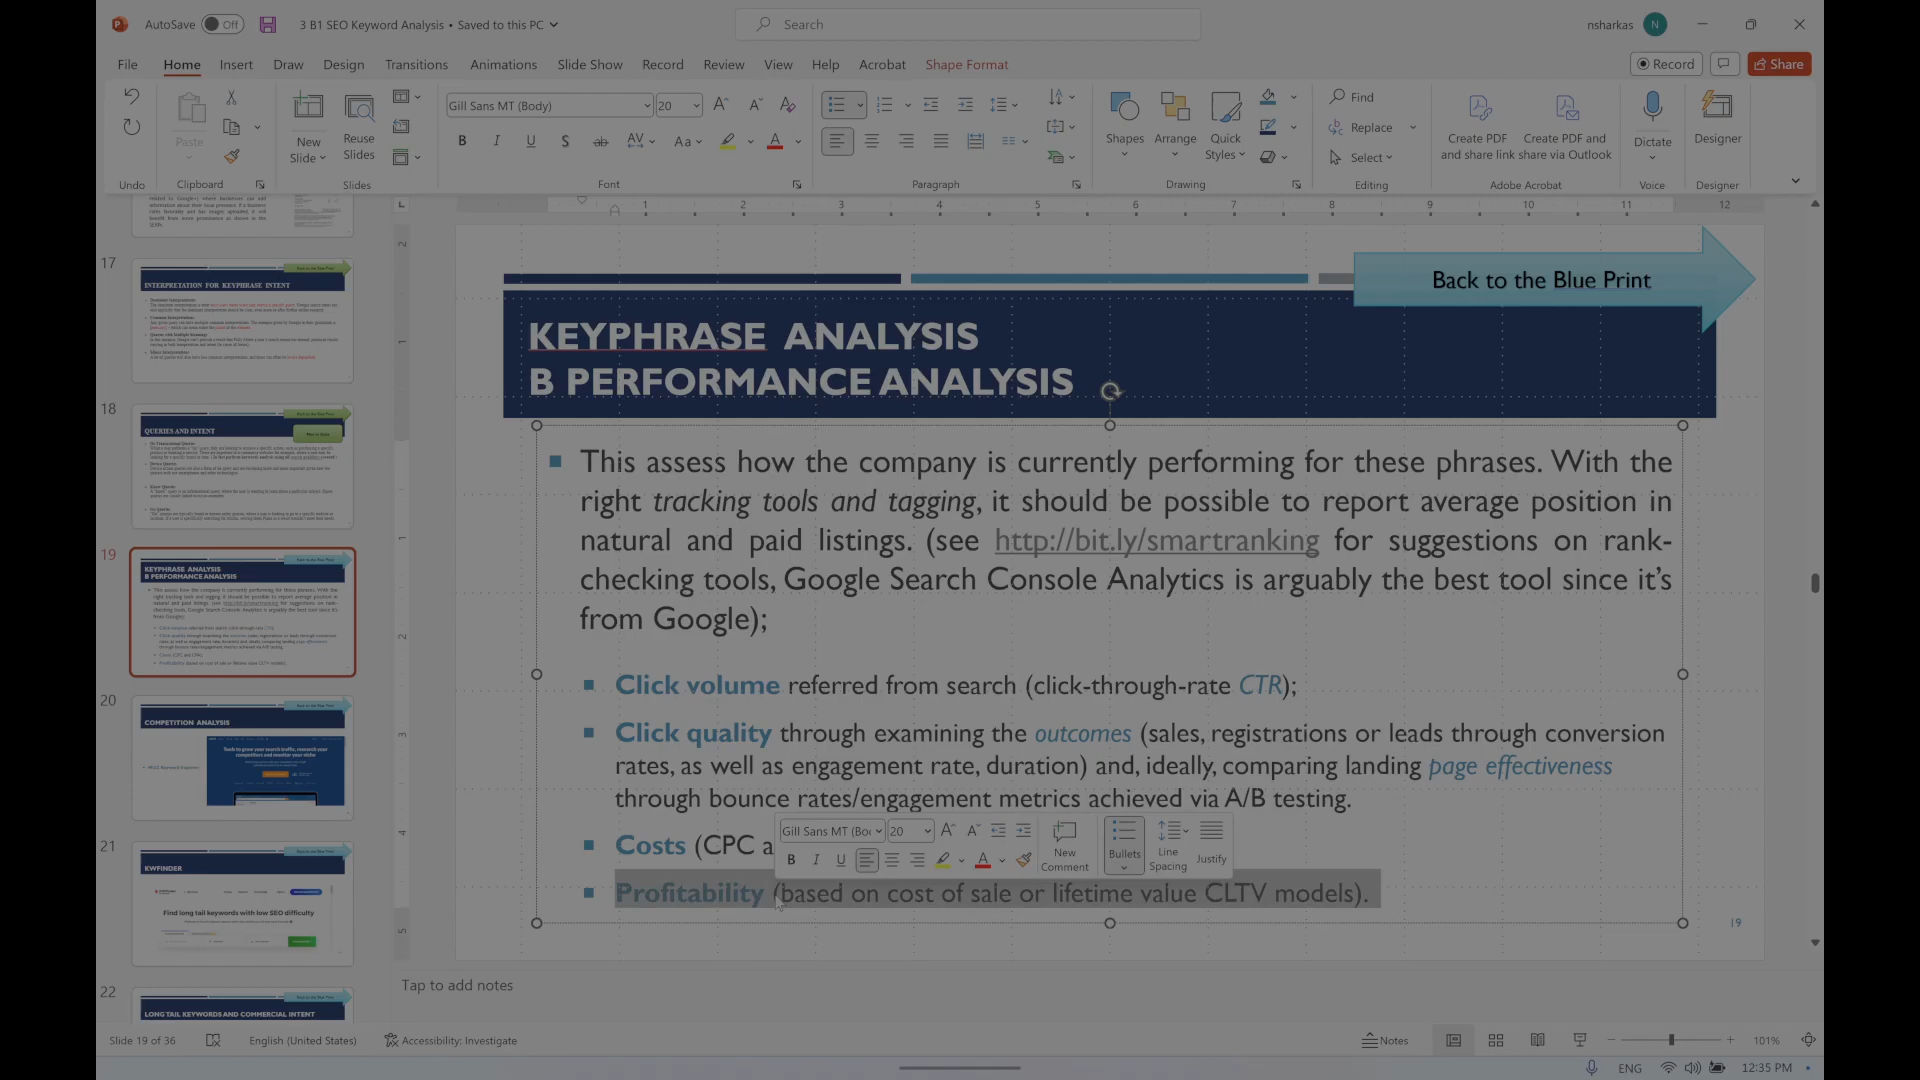 AutoSave Off 3 B1 SEO Keyword Analysis • Saved to this PC Search nsharkas N
File Home Insert Draw Design Transitions Animations Slide Show Record Review View Help Acrobat Shape Format Record Share
Gill Sans MT (Body) 20
Paste
New Slide
Reuse Slides
Shapes Arrange Quick Styles
Find
Replace
Select
Create PDF and share link
Create PDF and share via Outlook
Dictate
Designer
Undo Clipboard Slides Font Paragraph Drawing Editing Adobe Acrobat Voice Designer
17
INTERPRETATION FOR KEYPHRASE INTENT
18
QUERIES AND INTENT
19
KEYPHRASE ANALYSIS
B PERFORMANCE ANALYSIS
20
COMPETITION ANALYSIS
21
KWFINDER
Find long tail keywords with low SEO difficulty
22
LONG TAIL KEYWORDS AND COMMERCIAL INTENT
Back to the Blue Print
KEYPHRASE ANALYSIS
B PERFORMANCE ANALYSIS
This assess how the company is currently performing for these phrases. With the
right tracking tools and tagging, it should be possible to report average position in
natural and paid listings. (see http://bit.ly/smartranking for suggestions on rank-
checking tools, Google Search Console Analytics is arguably the best tool since it's
from Google);
Click volume referred from search (click-through-rate CTR);
Click quality through examining the outcomes (sales, registrations or leads through conversion
rates, as well as engagement rate, duration) and, ideally, comparing landing page effectiveness
through bounce rates/engagement metrics achieved via A/B testing.
Costs (CPC a
Gill Sans MT (Boc 20
New Comment
Bullets
Line Spacing
Justify
Profitability (based on cost of sale or lifetime value CLTV models).
19
Tap to add notes
Slide 19 of 36 English (United States) Accessibility: Investigate Notes 101%
ENG 12:35 PM